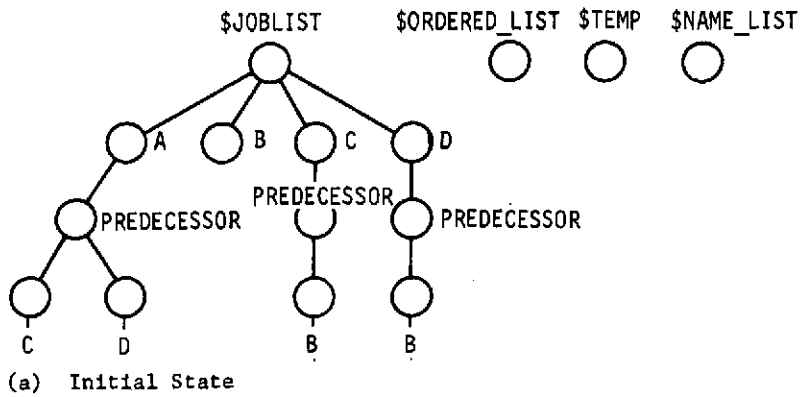 $JOBLIST $ORDERED_LIST $TEMP $NAME_LIST
A B C D
PREDECESSOR PREDECESSOR PREDECESSOR
C D B B
(a) Initial State